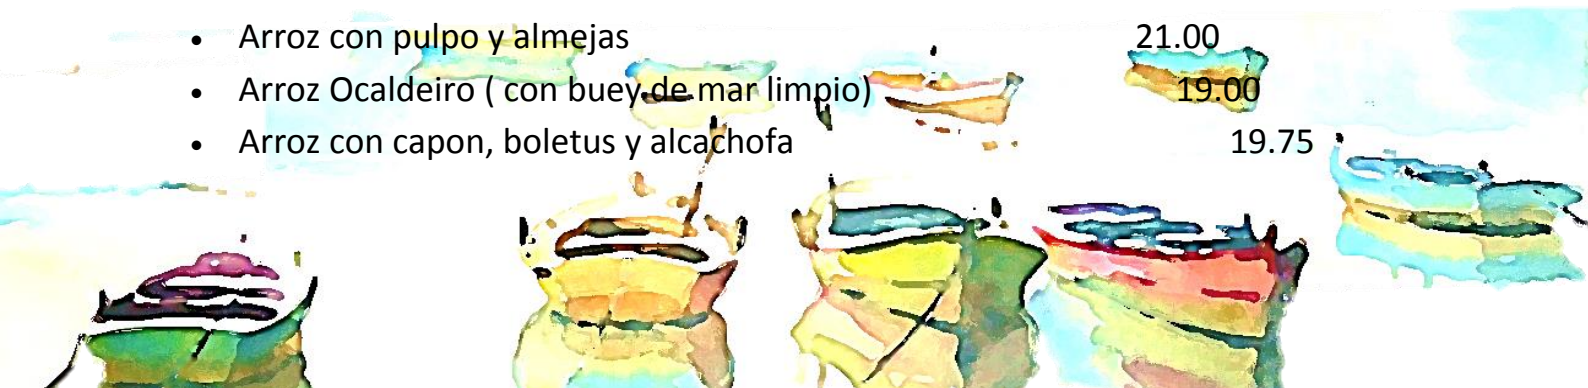 • Arroz con pulpo y almejas 21.00
• Arroz Ocaldeiro ( con buey de mar limpio) 19.00
• Arroz con capon, boletus y alcachofa 19.75